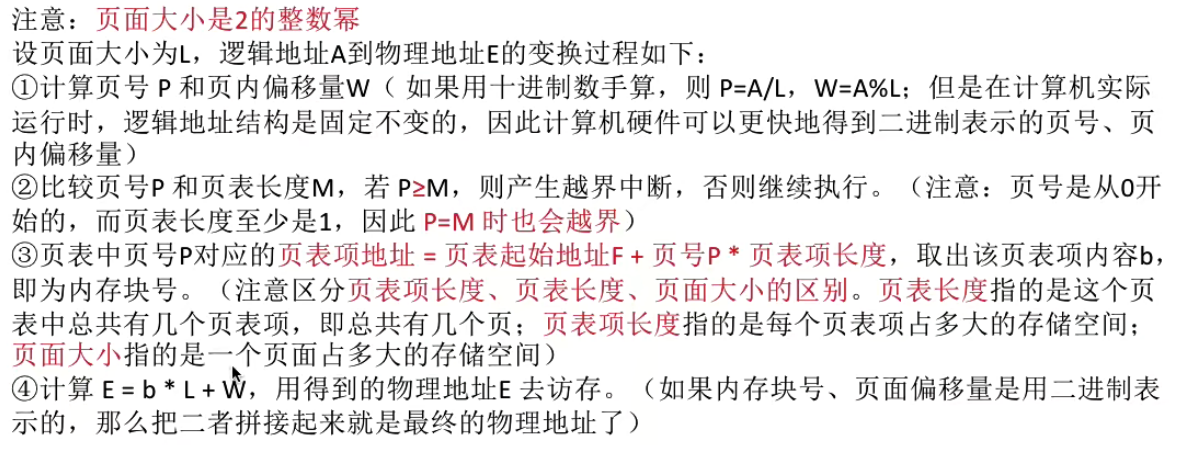 注意：页面大小是2的整数幂
设页面大小为L，逻辑地址A到物理地址E的变换过程如下：
①计算页号 P 和页内偏移量W（ 如果用十进制数手算，则 P=A/L，W=A%L；但是在计算机实际
运行时，逻辑地址结构是固定不变的，因此计算机硬件可以更快地得到二进制表示的页号、页
内偏移量）
②比较页号P 和页表长度M，若 P≥M，则产生越界中断，否则继续执行。（注意：页号是从0开
始的，而页表长度至少是1，因此 P=M 时也会越界）
③页表中页号P对应的页表项地址 = 页表起始地址F + 页号P * 页表项长度，取出该页表项内容b，
即为内存块号。（注意区分页表项长度、页表长度、页面大小的区别。页表长度指的是这个页
表中总共有几个页表项，即总共有几个页；页表项长度指的是每个页表项占多大的存储空间；
页面大小指的是一个页面占多大的存储空间）
④计算 E = b * L + W，用得到的物理地址E 去访存。（如果内存块号、页面偏移量是用二进制表
示的，那么把二者拼接起来就是最终的物理地址了）